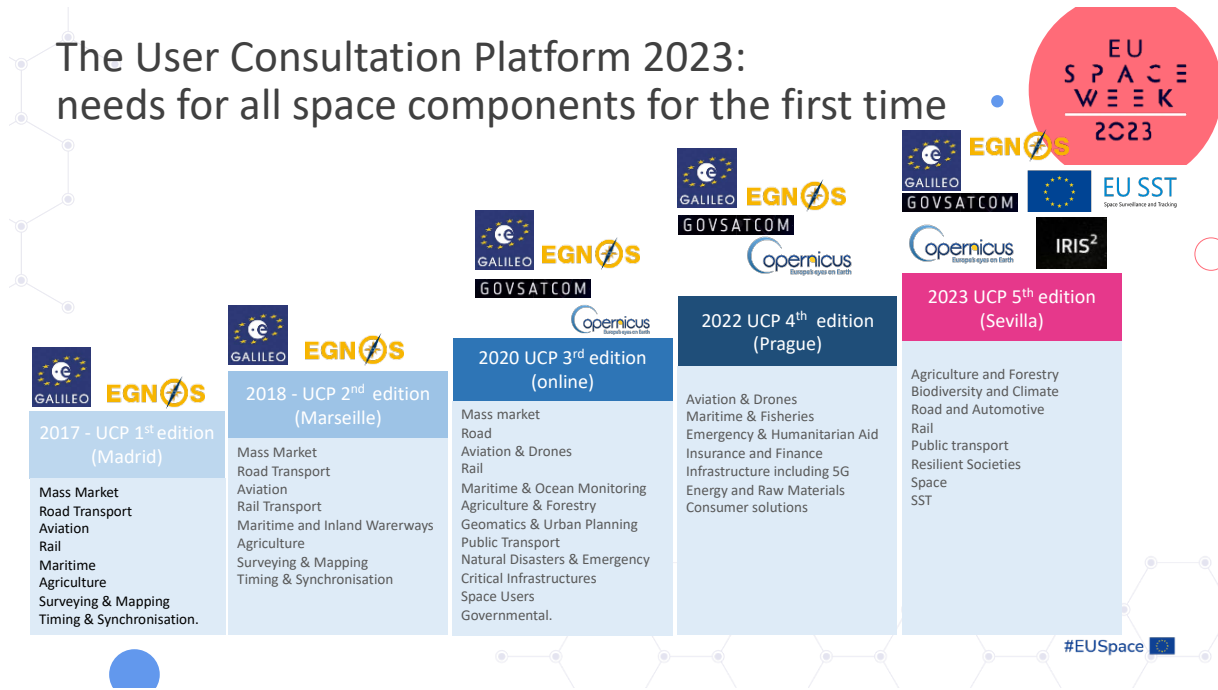 The User Consultation Platform 2023:
needs for all space components for the first time
EU
SPACE
WEEK
2023
GALILEO
EGNOS
2017 - UCP 1st edition
(Madrid)
Mass Market
Road Transport
Aviation
Rail
Maritime
Agriculture
Surveying & Mapping
Timing & Synchronisation.
GALILEO
EGNOS
2018 - UCP 2nd edition
(Marseille)
Mass Market
Road Transport
Aviation
Rail Transport
Maritime and Inland Warerways
Agriculture
Surveying & Mapping
Timing & Synchronisation
GALILEO
EGNOS
GOVSATCOM
Copernicus
Europe's eyes on Earth
2020 UCP 3rd edition
(online)
Mass market
Road
Aviation & Drones
Rail
Maritime & Ocean Monitoring
Agriculture & Forestry
Geomatics & Urban Planning
Public Transport
Natural Disasters & Emergency
Critical Infrastructures
Space Users
Governmental.
GALILEO
EGNOS
GOVSATCOM
Copernicus
Europe's eyes on Earth
2022 UCP 4th edition
(Prague)
Aviation & Drones
Maritime & Fisheries
Emergency & Humanitarian Aid
Insurance and Finance
Infrastructure including 5G
Energy and Raw Materials
Consumer solutions
GALILEO
EGNOS
GOVSATCOM
EU SST
Space Surveillance and Tracking
Copernicus
Europe's eyes on Earth
IRIS²
2023 UCP 5th edition
(Sevilla)
Agriculture and Forestry
Biodiversity and Climate
Road and Automotive
Rail
Public transport
Resilient Societies
Space
SST
#EUSpace